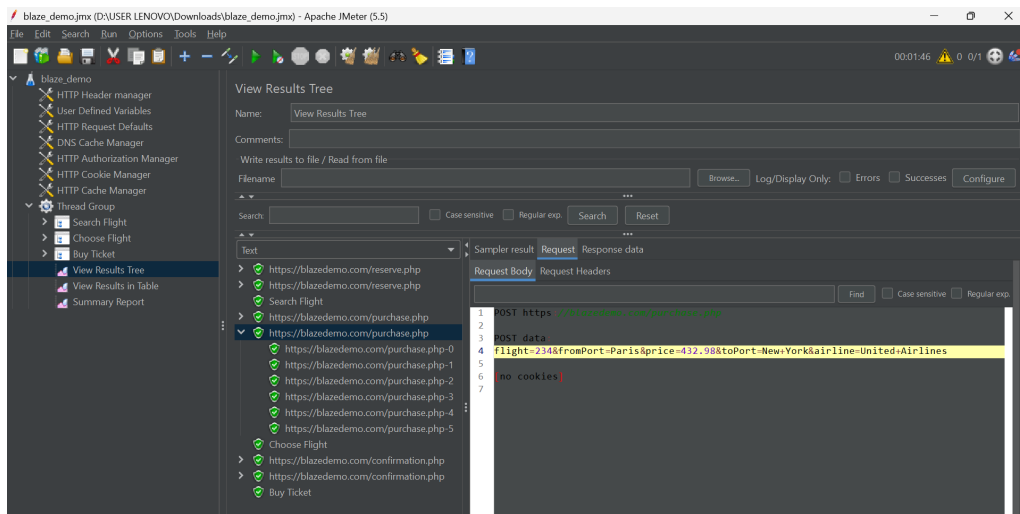 blaze_demo.jmx (D:\USER LENOVO\Downloads\blaze_demo.jmx) - Apache JMeter (5.5)
File Edit Search Run Options Tools Help
00:01:46 0 0/1
blaze_demo
HTTP Header manager
User Defined Variables
HTTP Request Defaults
DNS Cache Manager
HTTP Authorization Manager
HTTP Cookie Manager
HTTP Cache Manager
Thread Group
Search Flight
Choose Flight
Buy Ticket
View Results Tree
View Results in Table
Summary Report
View Results Tree
Name: View Results Tree
Comments:
Write results to file / Read from file
Filename Browse... Log/Display Only: Errors Successes Configure
Search: Case sensitive Regular exp. Search Reset
Text
https://blazedemo.com/reserve.php
https://blazedemo.com/reserve.php
Search Flight
https://blazedemo.com/purchase.php
https://blazedemo.com/purchase.php
https://blazedemo.com/purchase.php-0
https://blazedemo.com/purchase.php-1
https://blazedemo.com/purchase.php-2
https://blazedemo.com/purchase.php-3
https://blazedemo.com/purchase.php-4
https://blazedemo.com/purchase.php-5
Choose Flight
https://blazedemo.com/confirmation.php
https://blazedemo.com/confirmation.php
Buy Ticket
Sampler result Request Response data
Request Body Request Headers
Find Case sensitive Regular exp.
1 POST https
2
3 POST data
4 flight=234&fromPort=Paris&price=432.98&toPort=New+York&airline=United+Airlines
5
6 [no cookies]
7